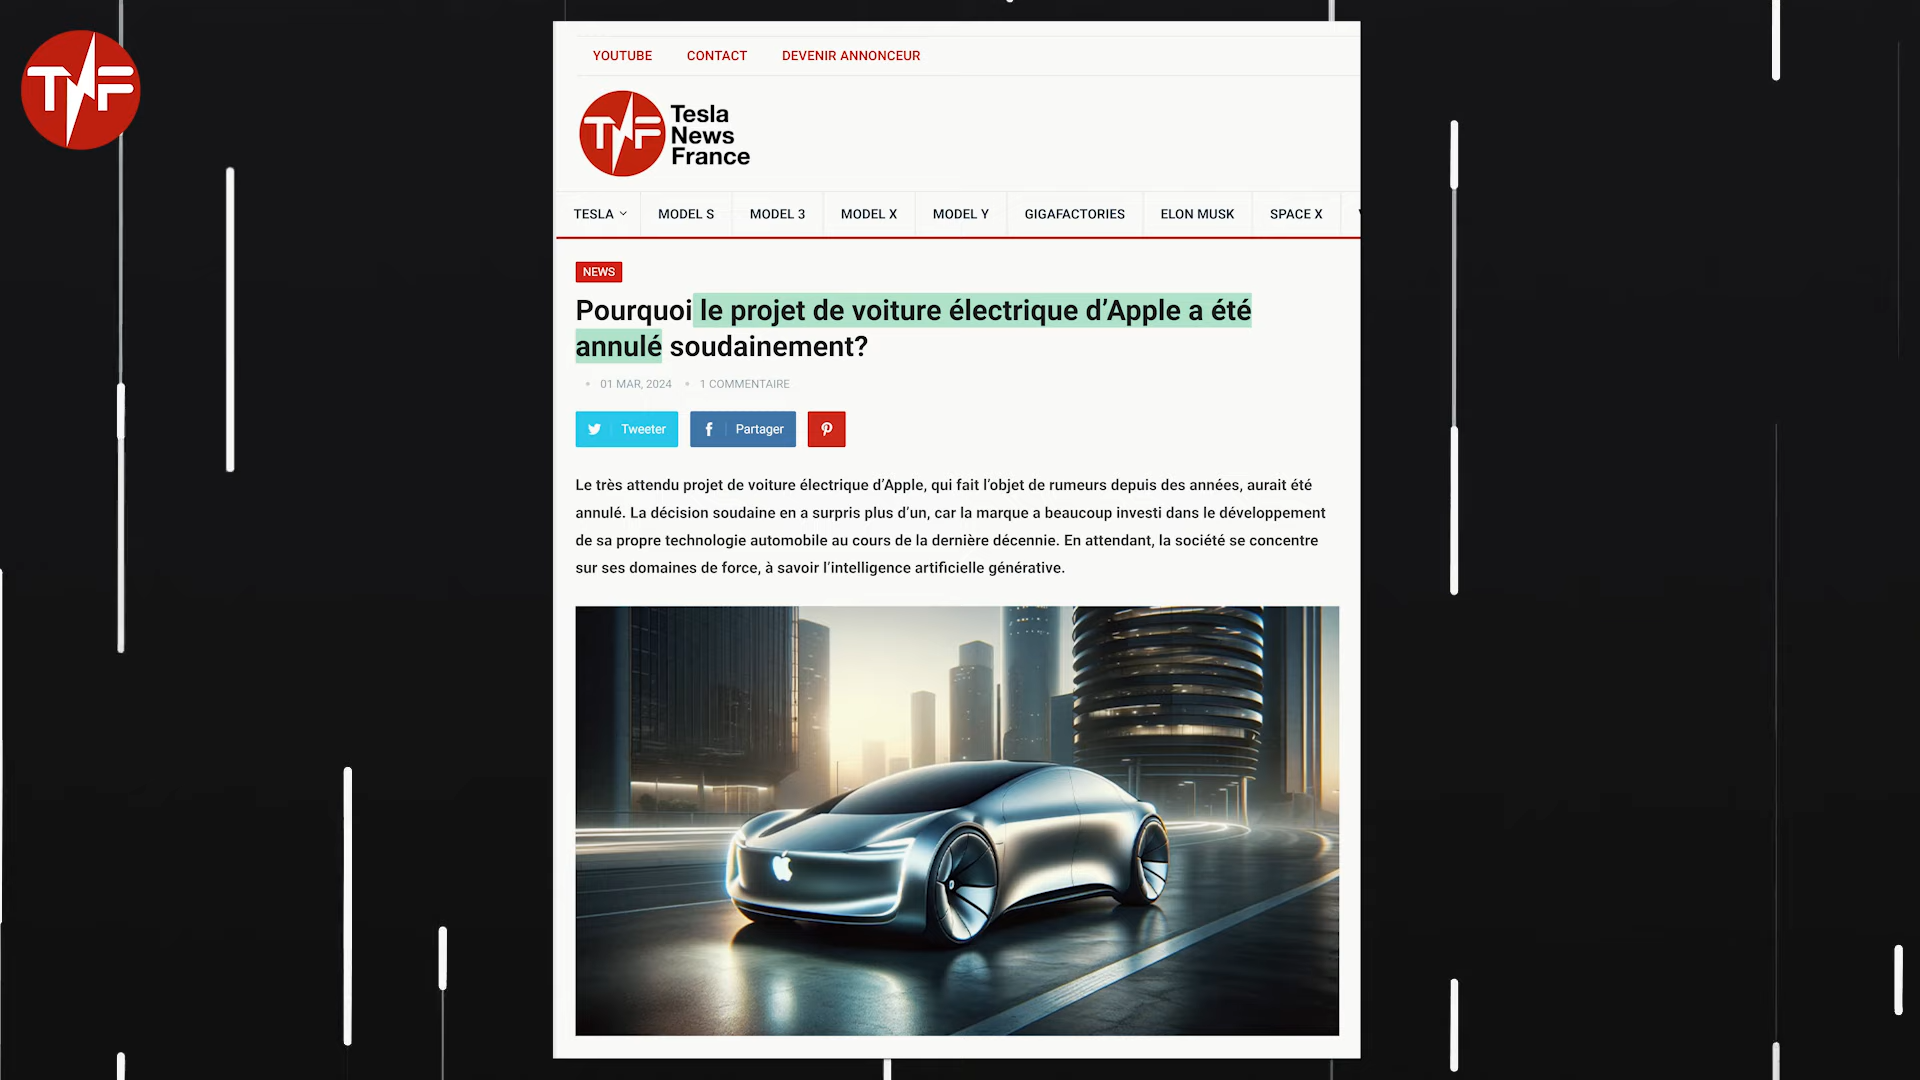 TNF
YOUTUBE CONTACT DEVENIR ANNONCEUR
TNF Tesla
News
France
TESLA MODEL S MODEL 3 MODEL X MODEL Y GIGAFACTORIES ELON MUSK SPACE X
NEWS
Pourquoi le projet de voiture électrique d’Apple a été
annulé soudainement?
• 01 MAR, 2024 • 1 COMMENTAIRE
Tweeter Partager
Le très attendu projet de voiture électrique d’Apple, qui fait l’objet de rumeurs depuis des années, aurait été
annulé. La décision soudaine en a surpris plus d’un, car la marque a beaucoup investi dans le développement
de sa propre technologie automobile au cours de la dernière décennie. En attendant, la société se concentre
sur ses domaines de force, à savoir l’intelligence artificielle générative.